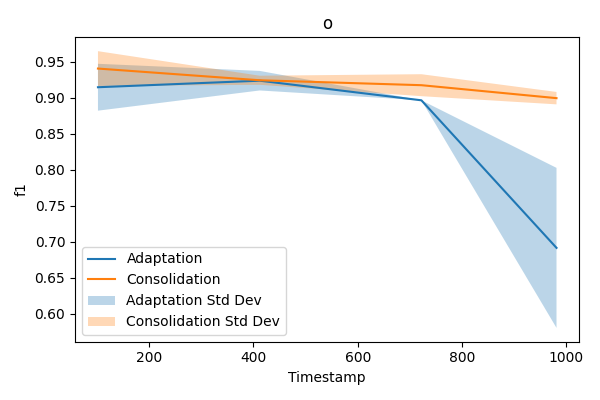 o
f1
0.95
0.90
0.85
0.80
0.75
0.70
0.65
0.60
Adaptation
Consolidation
Adaptation Std Dev
Consolidation Std Dev
200 400 600 800 1000
Timestamp